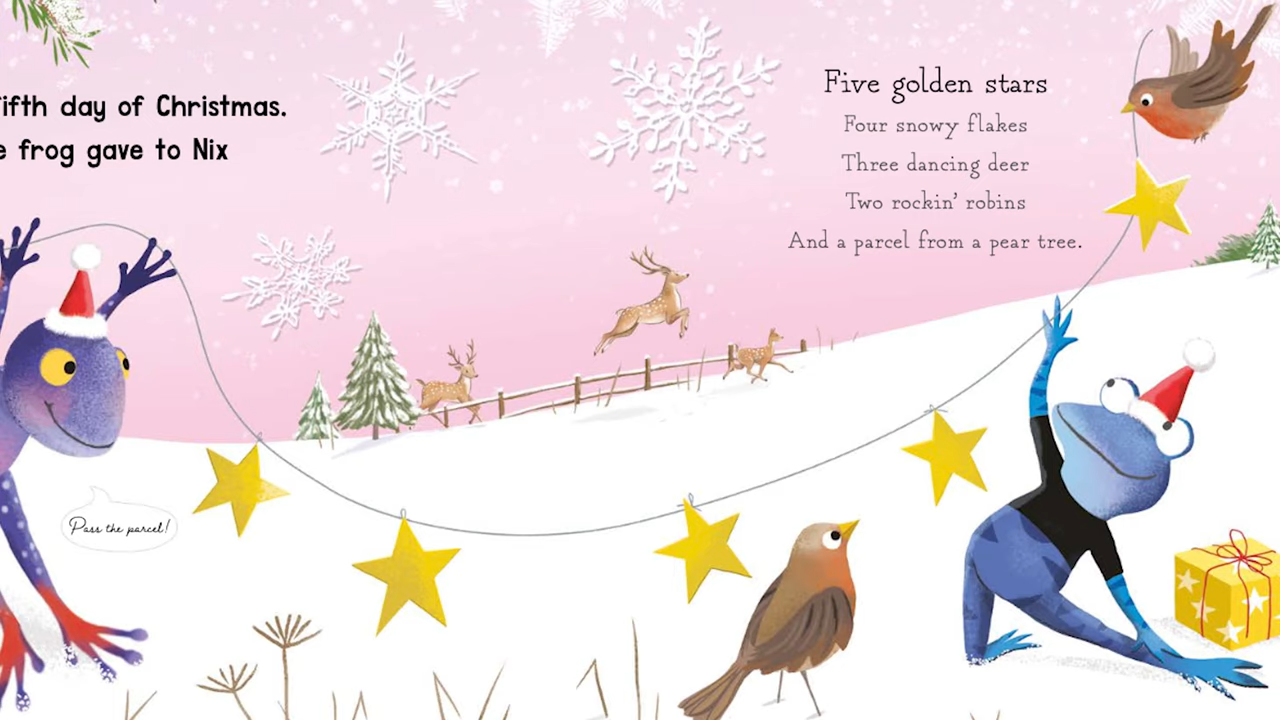 fifth day of Christmas.
frog gave to Nix
Five golden stars
Four snowy flakes
Three dancing deer
Two rockin' robins
And a parcel from a pear tree.
Pass the parcel!